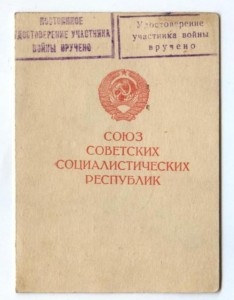 ПОСТОЯННОЕ
УДОСТОВЕРЕНИЕ УЧАСТНИКА
ВОЙНЫ ВРУЧЕНО
Удостоверение
участника войны
вручено
СОЮЗ
СОВЕТСКИХ
СОЦИАЛИСТИЧЕСКИХ
РЕСПУБЛИК